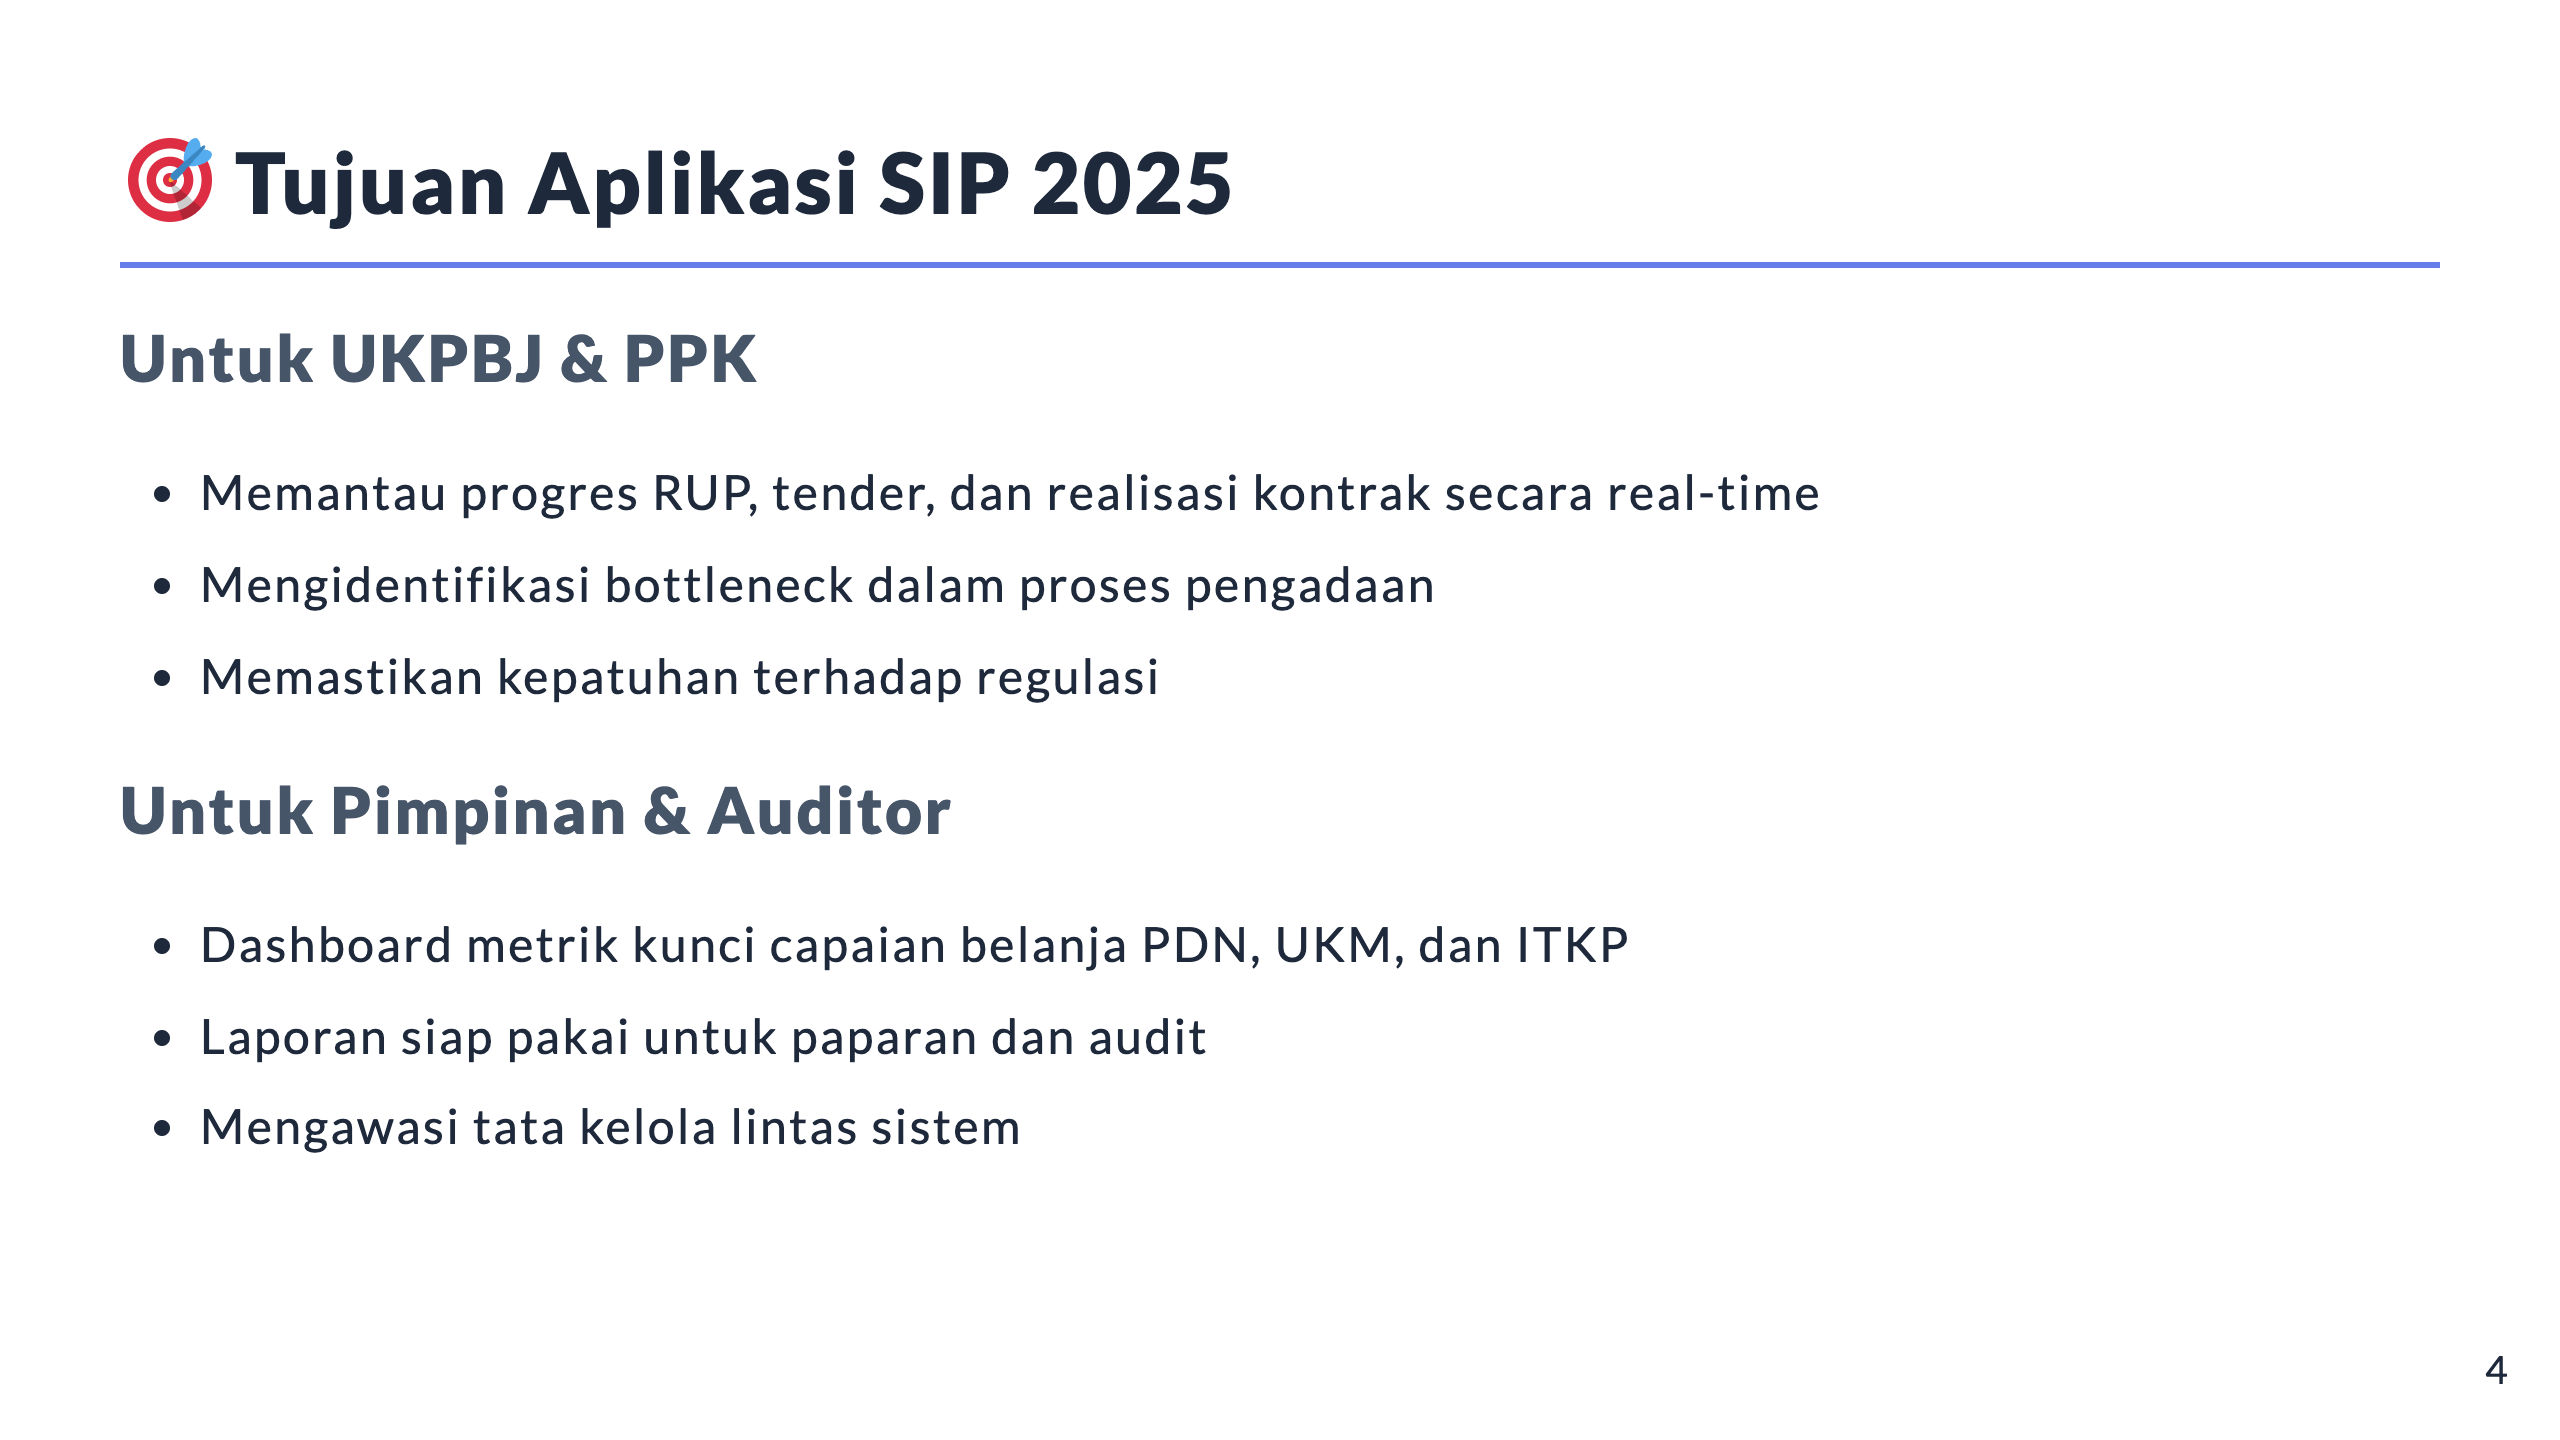 Tujuan Aplikasi SIP 2025
Untuk UKPBJ & PPK
• Memantau progres RUP, tender, dan realisasi kontrak secara real-time
• Mengidentifikasi bottleneck dalam proses pengadaan
• Memastikan kepatuhan terhadap regulasi
Untuk Pimpinan & Auditor
• Dashboard metrik kunci capaian belanja PDN, UKM, dan ITKP
• Laporan siap pakai untuk paparan dan audit
• Mengawasi tata kelola lintas sistem
4